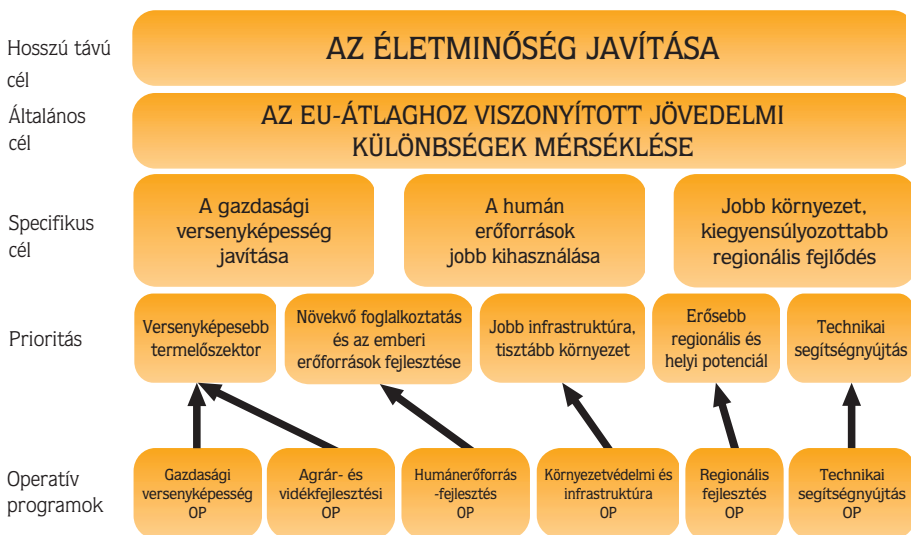 Hosszú távú
cél
AZ ÉLETMINŐSÉG JAVÍTÁSA
Általános
cél
AZ EU-ÁTLAGHOZ VISZONYÍTOTT JÖVEDELMI
KÜLÖNBSÉGEK MÉRSÉKLÉSE
Specifikus
cél
A gazdasági
versenyképesség
javítása
A humán
erőforrások
jobb kihasználása
Jobb környezet,
kiegyensúlyozottabb
regionális fejlődés
Prioritás
Versenyképesebb
termelőszektor
Növekvő foglalkoztatás
és az emberi
erőforrások fejlesztése
Jobb infrastruktúra,
tisztább környezet
Erősebb
regionális és
helyi potenciál
Technikai
segítségnyújtás
Operatív
programok
Gazdasági
versenyképesség
OP
Agrár- és
vidékfejlesztési
OP
Humánerőforrás
-fejlesztés
OP
Környezetvédelmi és
infrastruktúra
OP
Regionális
fejlesztés
OP
Technikai
segítségnyújtás
OP